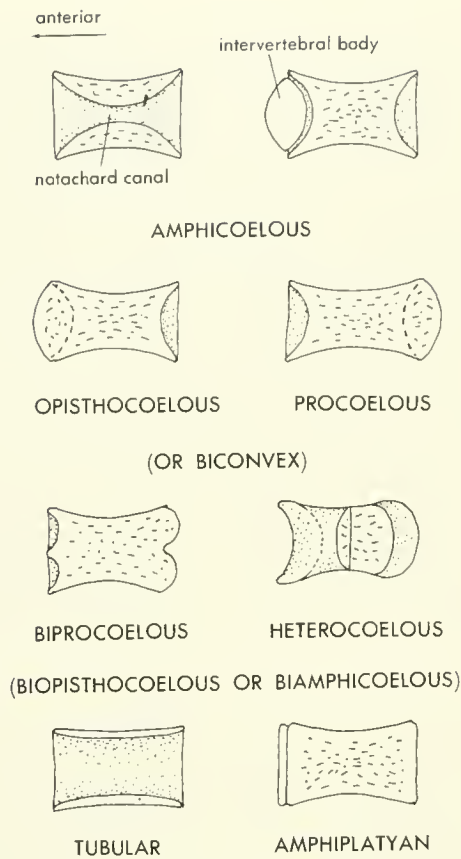 anterior
intervertebral body
notachard canal
AMPHICOELOUS
OPISTHOCOELOUS PROCOELOUS
(OR BICONVEX)
BIPROCOELOUS HETEROCOELOUS
(BIOPISTHOCOELOUS OR BIAMPHICOELOUS)
TUBULAR AMPHIPLATYAN